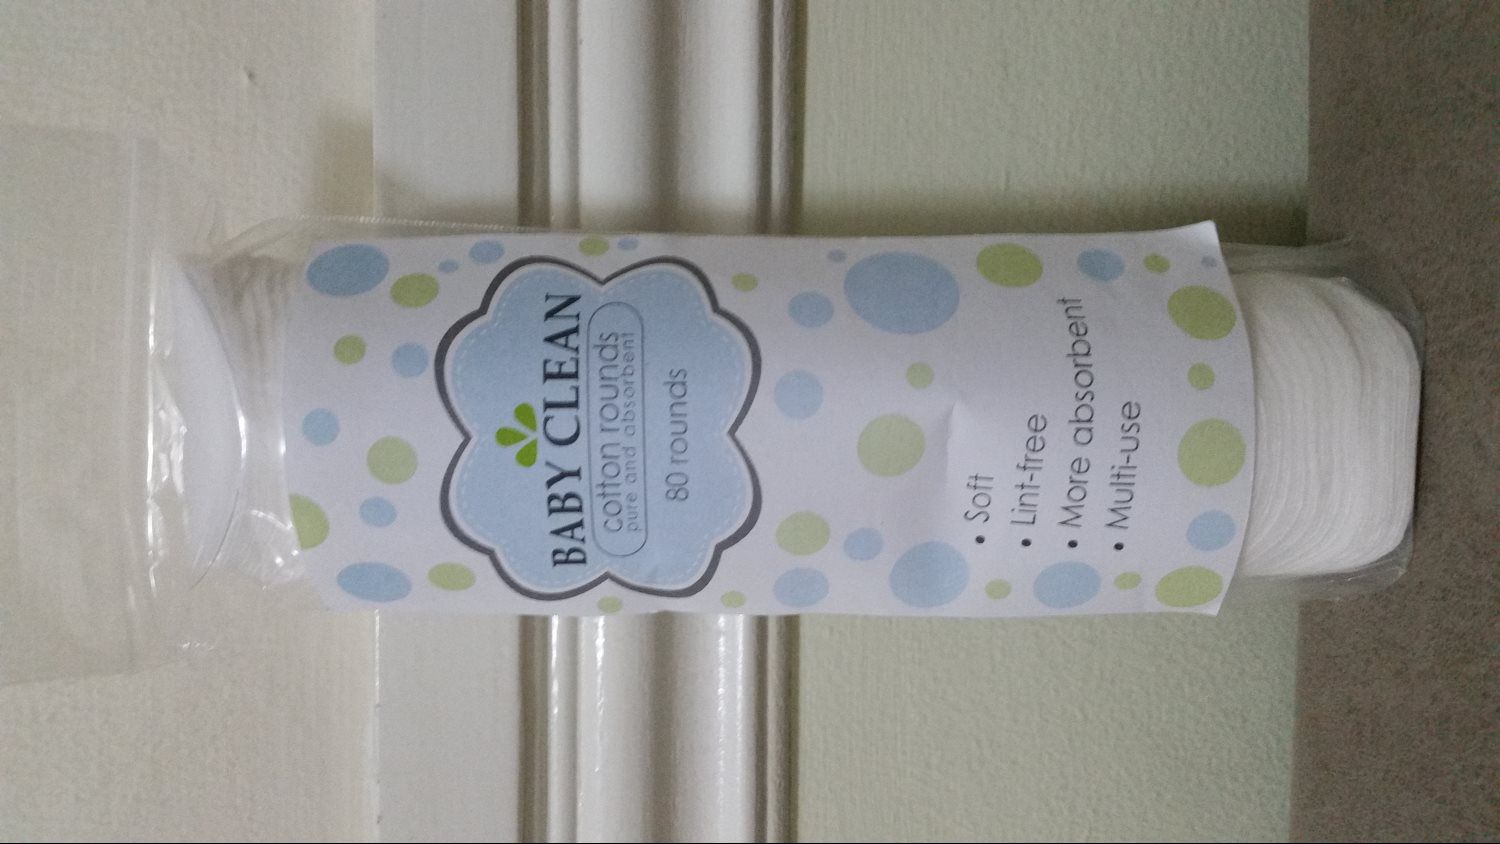 BABY CLEAN
cotton rounds
pure and absorbent
80 rounds
• Soft
• Lint-free
• More absorbent
• Multi-use